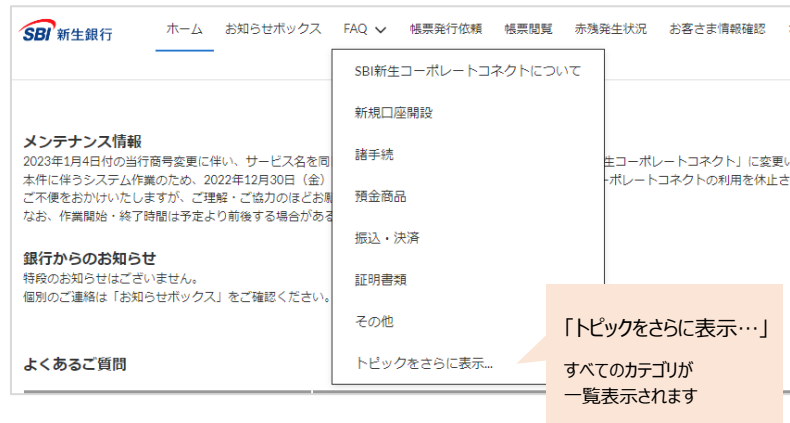 SBI 新生銀行
ホーム お知らせボックス FAQ 帳票発行依頼 帳票閲覧 赤残発生状況 お客さま情報確認
SBI新生コーポレートコネクトについて
新規口座開設
諸手続
預金商品
振込・決済
証明書類
その他
トピックをさらに表示...
メンテナンス情報
2023年1月4日付の当行商号変更に伴い、サービス名を同 生コーポレートコネクト」に変更い
本件に伴うシステム作業のため、2022年12月30日（金） ーポレートコネクトの利用を休止さ
ご不便をおかけいたしますが、ご理解・ご協力のほどお願
なお、作業開始・終了時間は予定より前後する場合がある
銀行からのお知らせ
特段のお知らせはございません。
個別のご連絡は「お知らせボックス」をご確認ください。
よくあるご質問
「トピックをさらに表示…」
すべてのカテゴリが
一覧表示されます